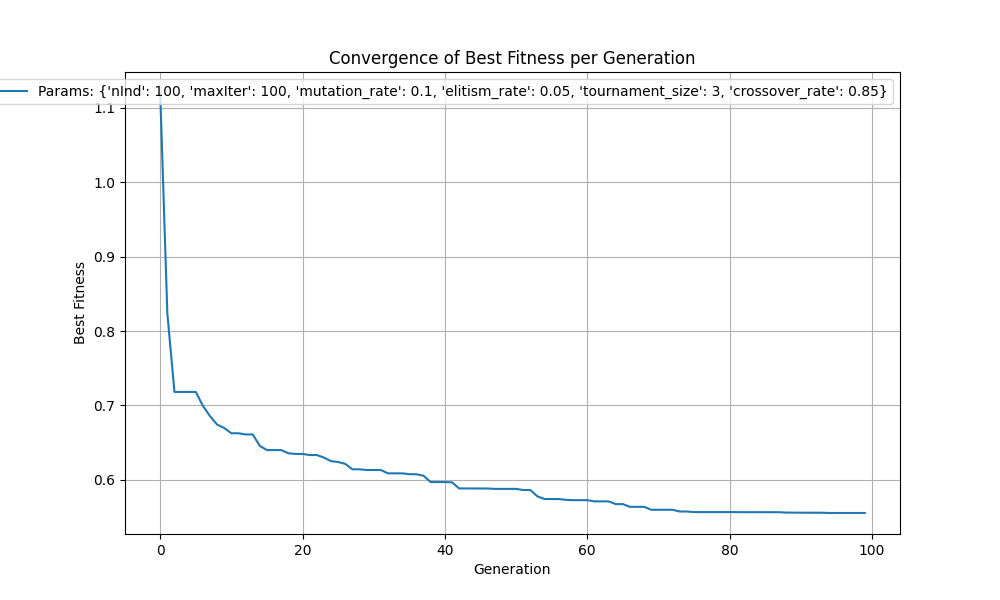 Convergence of Best Fitness per Generation
Params: {'nInd': 100, 'maxIter': 100, 'mutation_rate': 0.1, 'elitism_rate': 0.05, 'tournament_size': 3, 'crossover_rate': 0.85}
1.1
1.0
0.9
0.8
0.7
0.6
Best Fitness
0 20 40 60 80 100
Generation